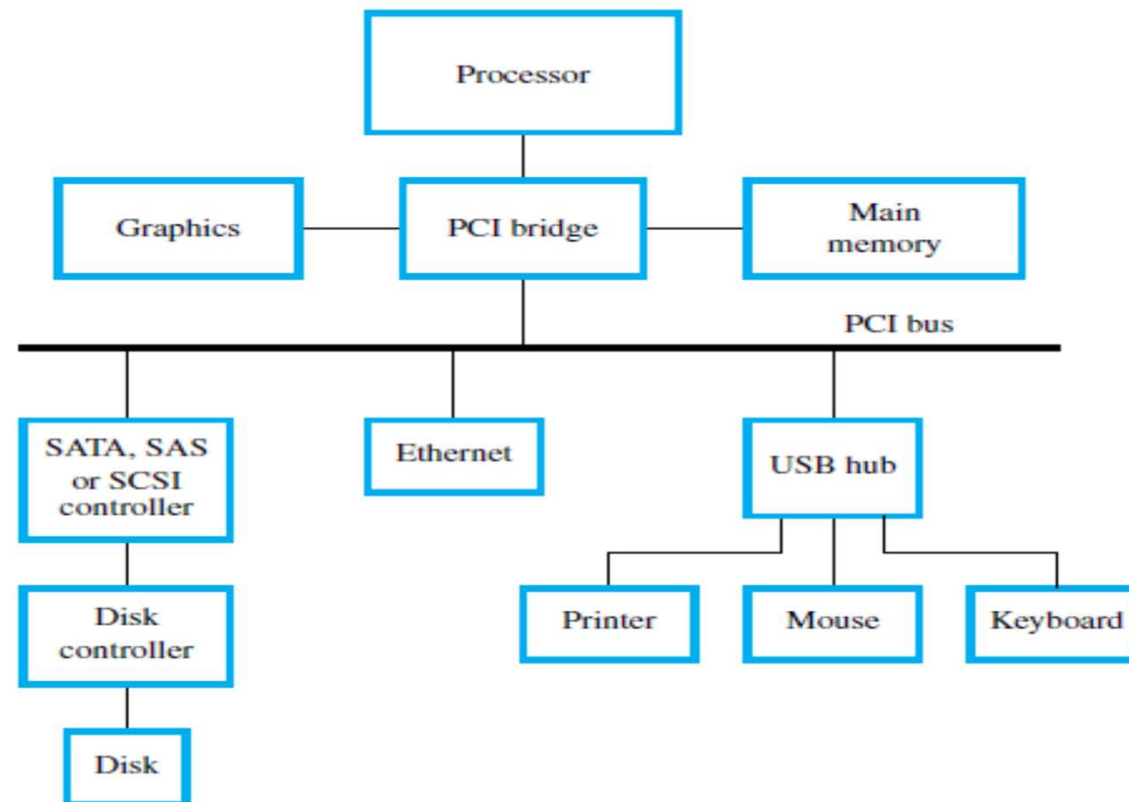 Processor
Graphics
PCI bridge
Main
memory
PCI bus
SATA, SAS
or SCSI
controller
Ethernet
USB hub
Disk
controller
Printer
Mouse
Keyboard
Disk